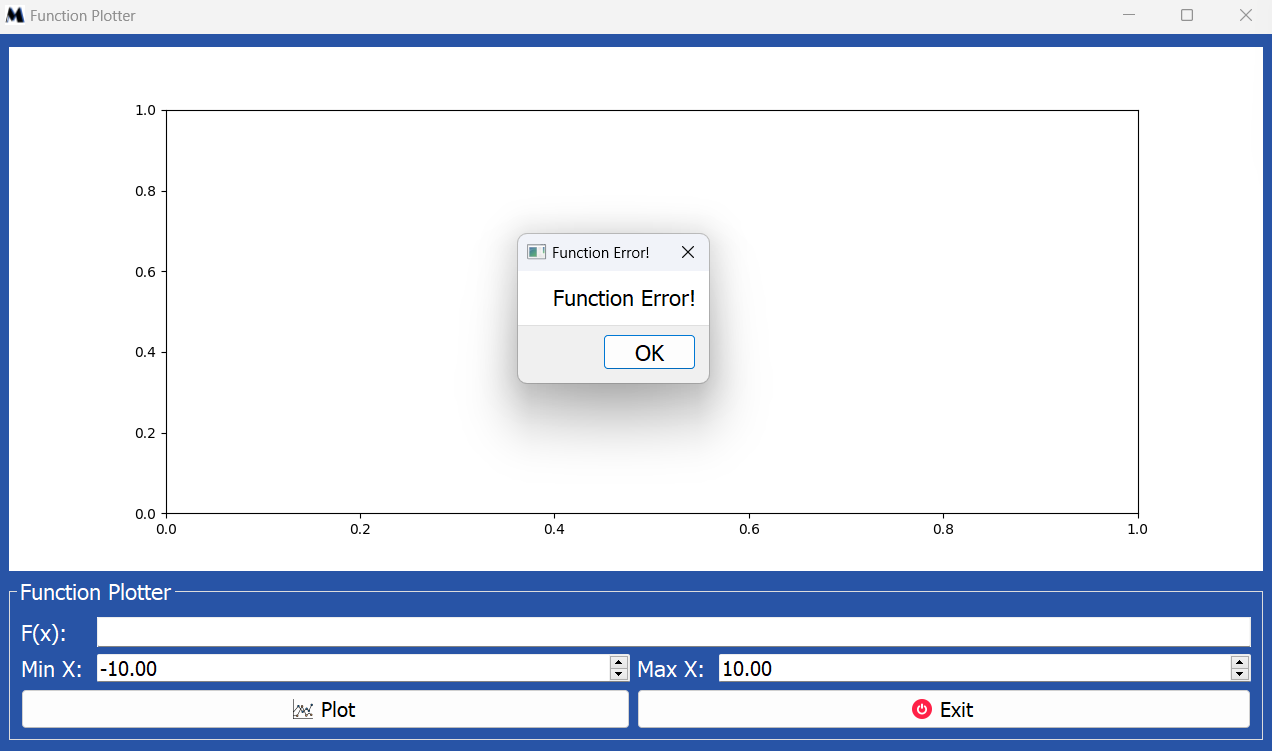 Function Plotter
1.0
0.8
Function Error!
0.6
Function Error!
0.4
OK
0.2
0.0
0.0 0.2 0.4 0.6 0.8 1.0
Function Plotter
F(x):
Min X: -10.00 Max X: 10.00
Plot Exit